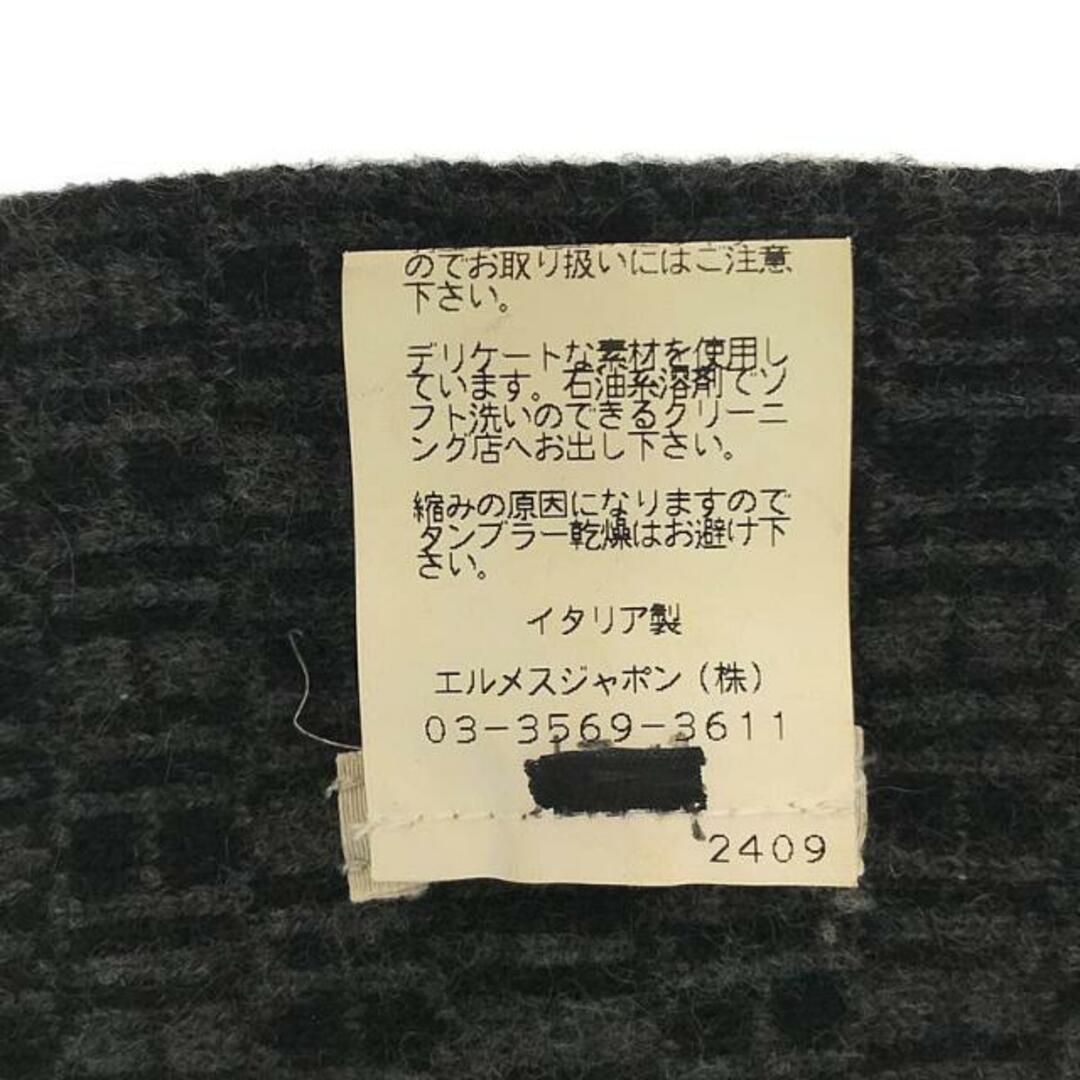 のでお取り扱いにはご注意
下さい。
デリケートな素材を使用し
ています。石油系溶剤でソ
フト洗いのできるクリーニ
ング店へお出し下さい。
縮みの原因になりますので
タンブラー乾燥はお避け下
さい。
イタリア製
エルメスジャポン(株)
03-3569-3611
2409